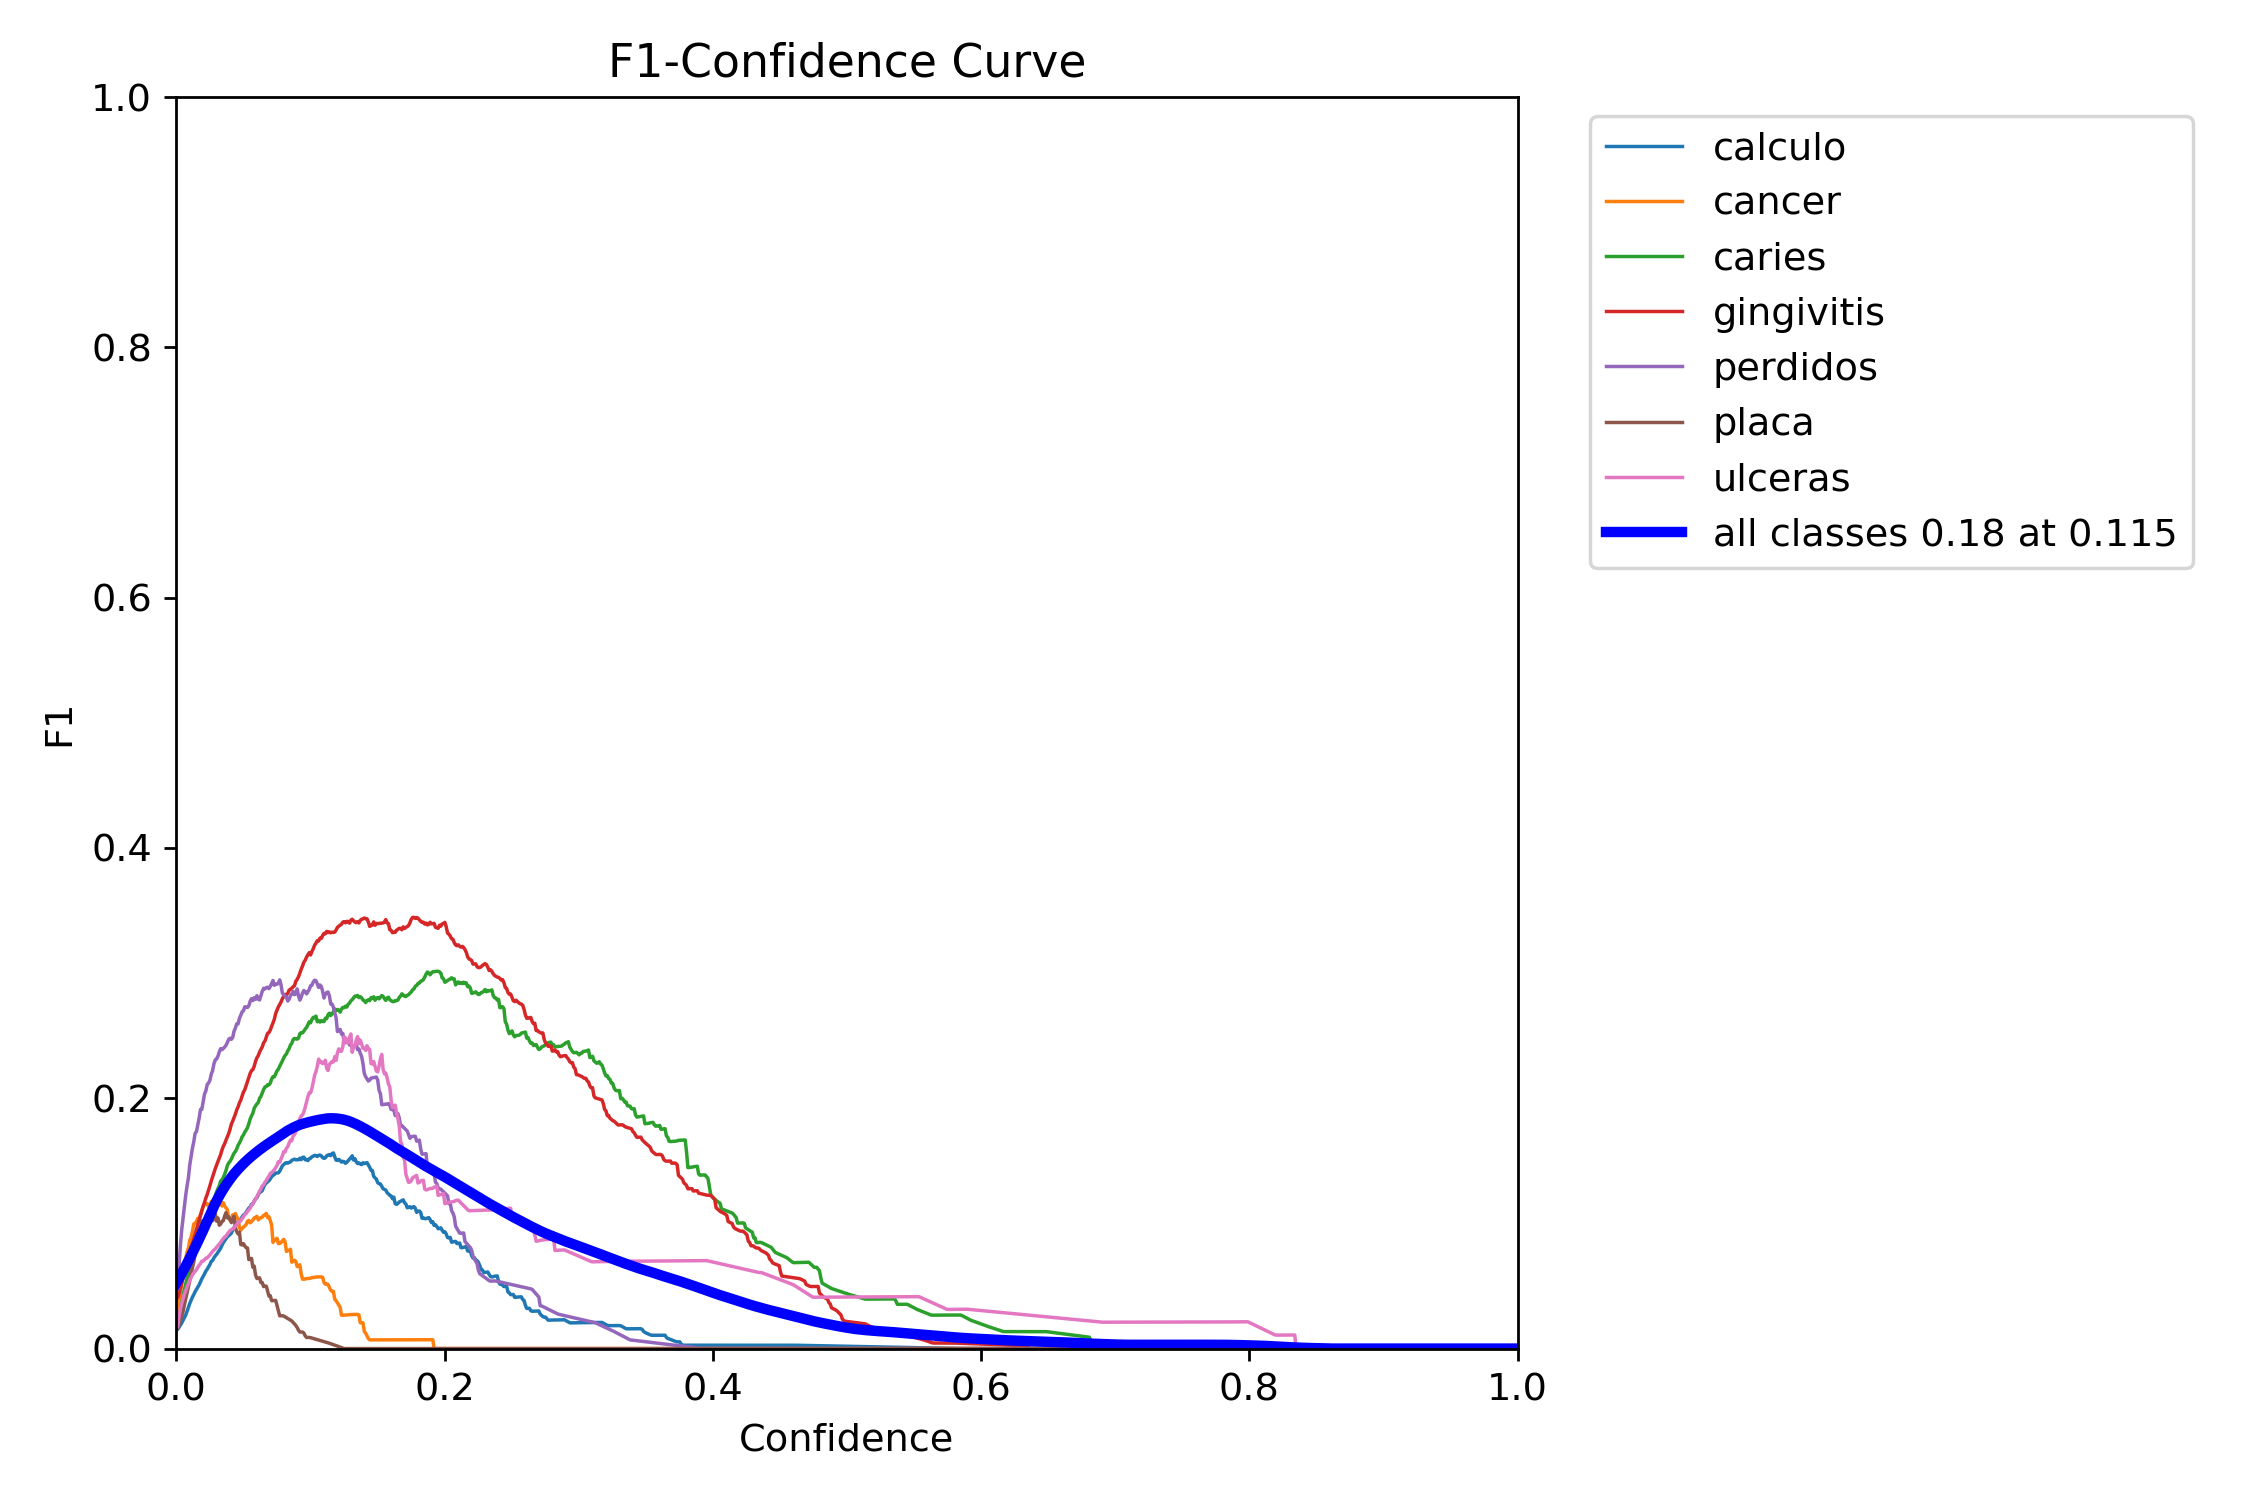 F1-Confidence Curve
1.0
0.8
0.6
0.4
0.2
0.0
F1
0.0 0.2 0.4 0.6 0.8 1.0
Confidence
calculo
cancer
caries
gingivitis
perdidos
placa
ulceras
all classes 0.18 at 0.115